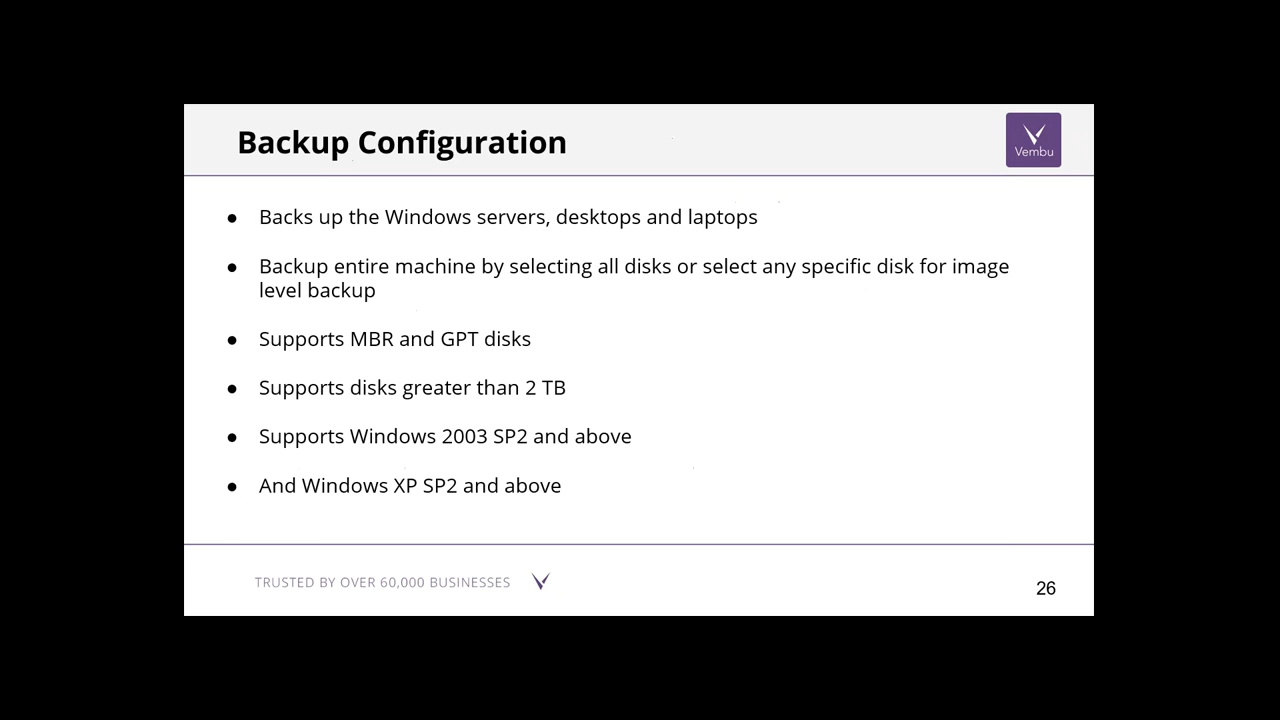 Backup Configuration
Vembu
● Backs up the Windows servers, desktops and laptops
● Backup entire machine by selecting all disks or select any specific disk for image
level backup
● Supports MBR and GPT disks
● Supports disks greater than 2 TB
● Supports Windows 2003 SP2 and above
● And Windows XP SP2 and above
TRUSTED BY OVER 60,000 BUSINESSES
26